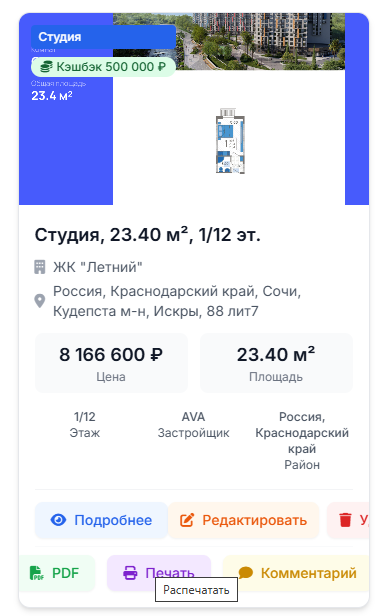 Студия
Кэшбэк 500 000 ₽
Общая площадь
23.4 м²
Студия, 23.40 м², 1/12 эт.
ЖК "Летний"
Россия, Краснодарский край, Сочи,
Кудепста м-н, Искры, 88 лит7
8 166 600 ₽
Цена
23.40 м²
Площадь
1/12
Этаж
AVA
Застройщик
Россия,
Краснодарский
край
Район
Подробнее
Редактировать
PDF
Печать
Комментарий
Распечатать